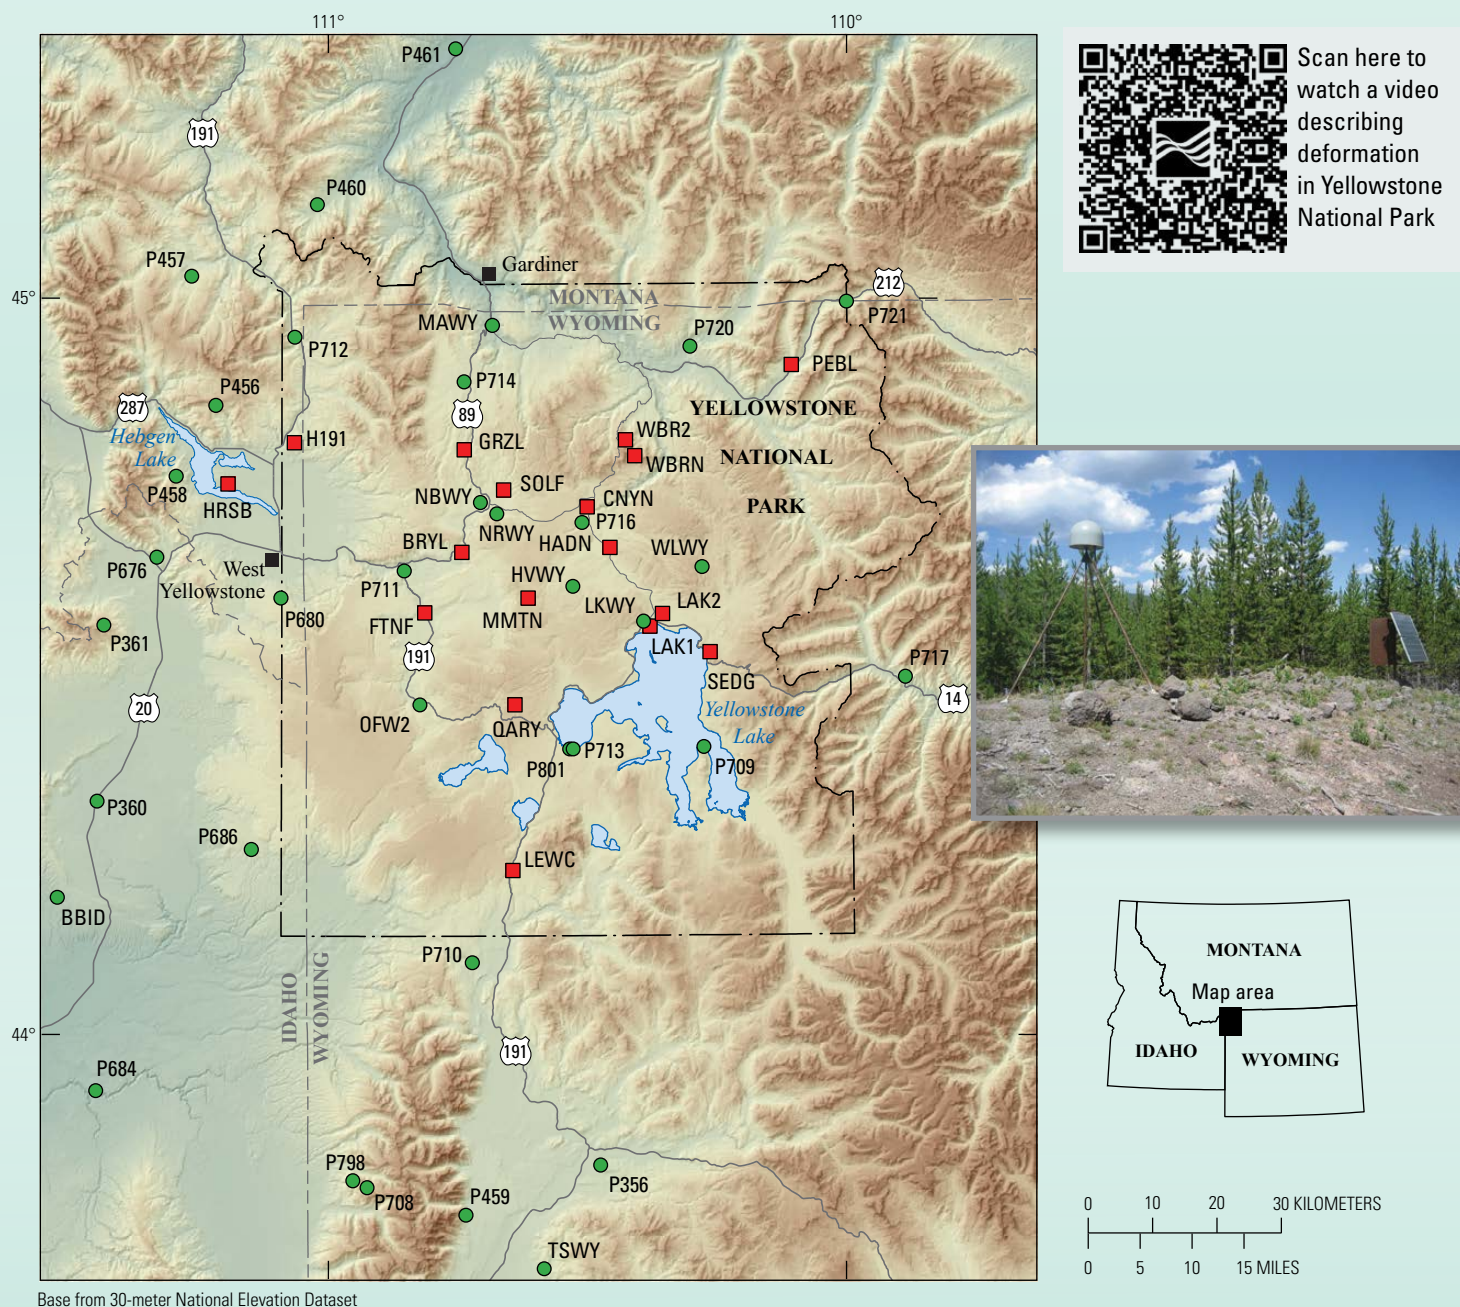 111°
110°
P461
191
P460
P457
Gardiner
212
45°
MONTANA
WYOMING
MAWY
P720
P721
P712
PEBL
P714
P456
287
89
YELLOWSTONE
Hebgen
Lake
H191
GRZL
WBR2
WBRN
NATIONAL
P458
HRSB
SOLF
NBWY
CNYN
PARK
NRWY
P716
BRYL
HADN
WLWY
P676
West
Yellowstone
P711
HVWY
LKWY
LAK2
P680
FTNF
MMTN
P361
LAK1
191
P717
SEDG
20
14
OFW2
QARY
Yellowstone
Lake
P801
P713
P709
P360
P686
LEWC
BBID
P710
IDAHO
WYOMING
44°
191
P684
P798
P708
P459
P356
TSWY
Base from 30-meter National Elevation Dataset
Scan here to
watch a video
describing
deformation
in Yellowstone
National Park
MONTANA
Map area
IDAHO
WYOMING
0 10 20 30 KILOMETERS
0 5 10 15 MILES